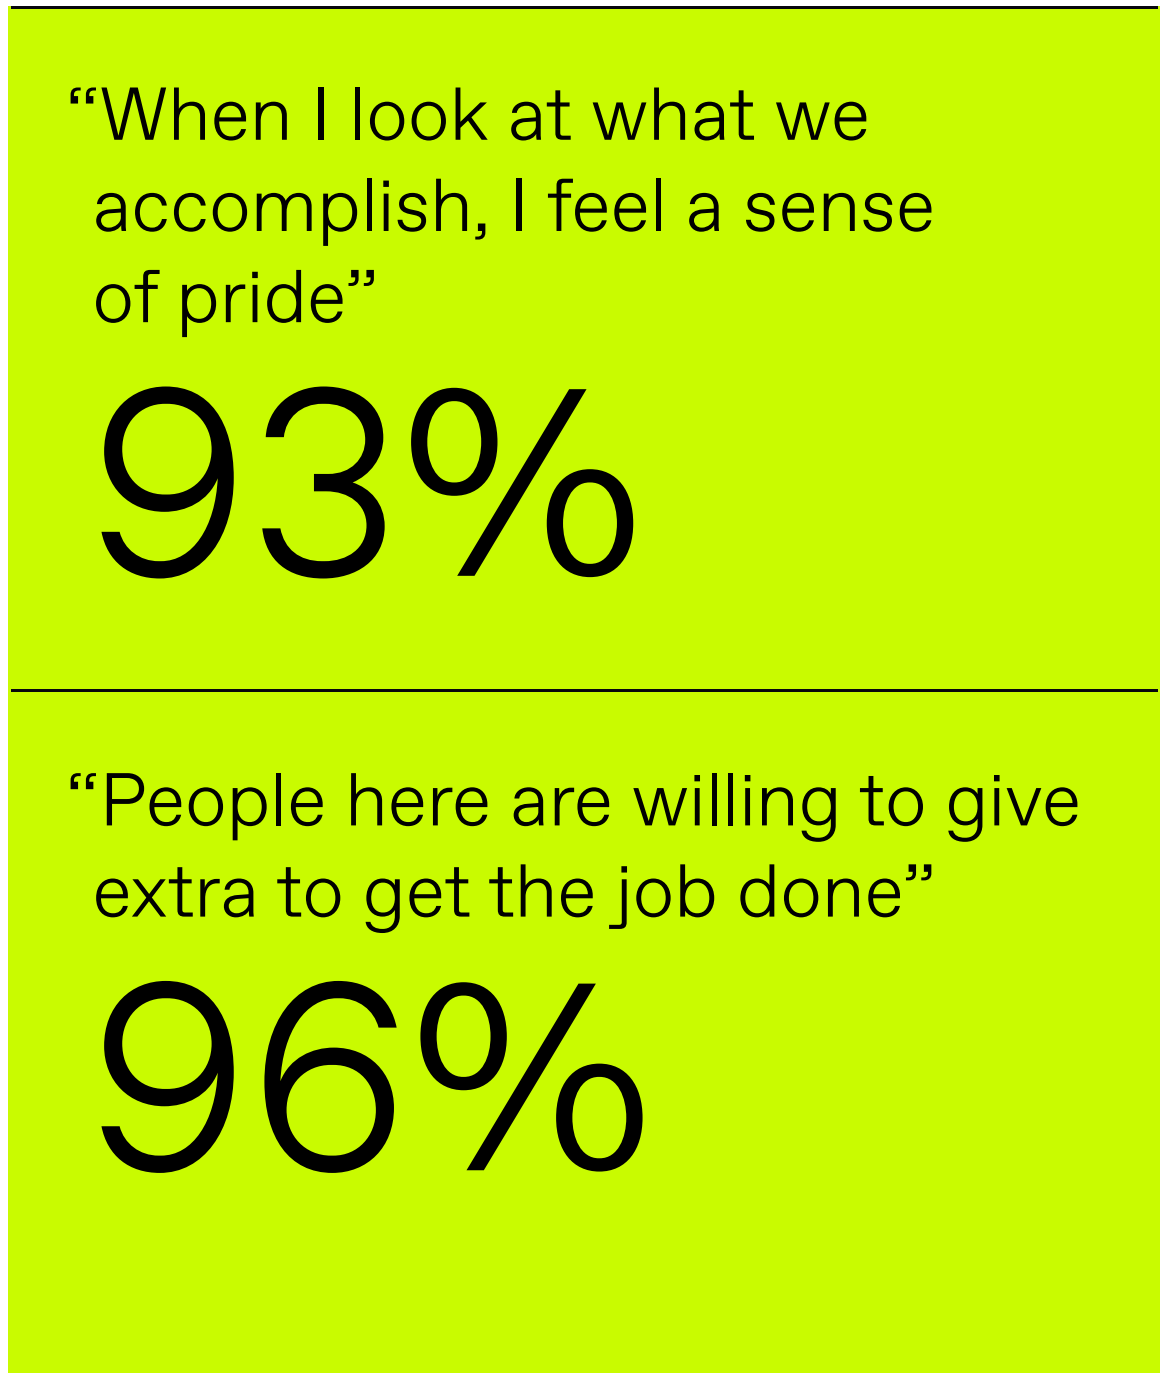 “When I look at what we
accomplish, I feel a sense
of pride”
93%
“People here are willing to give
extra to get the job done”
96%